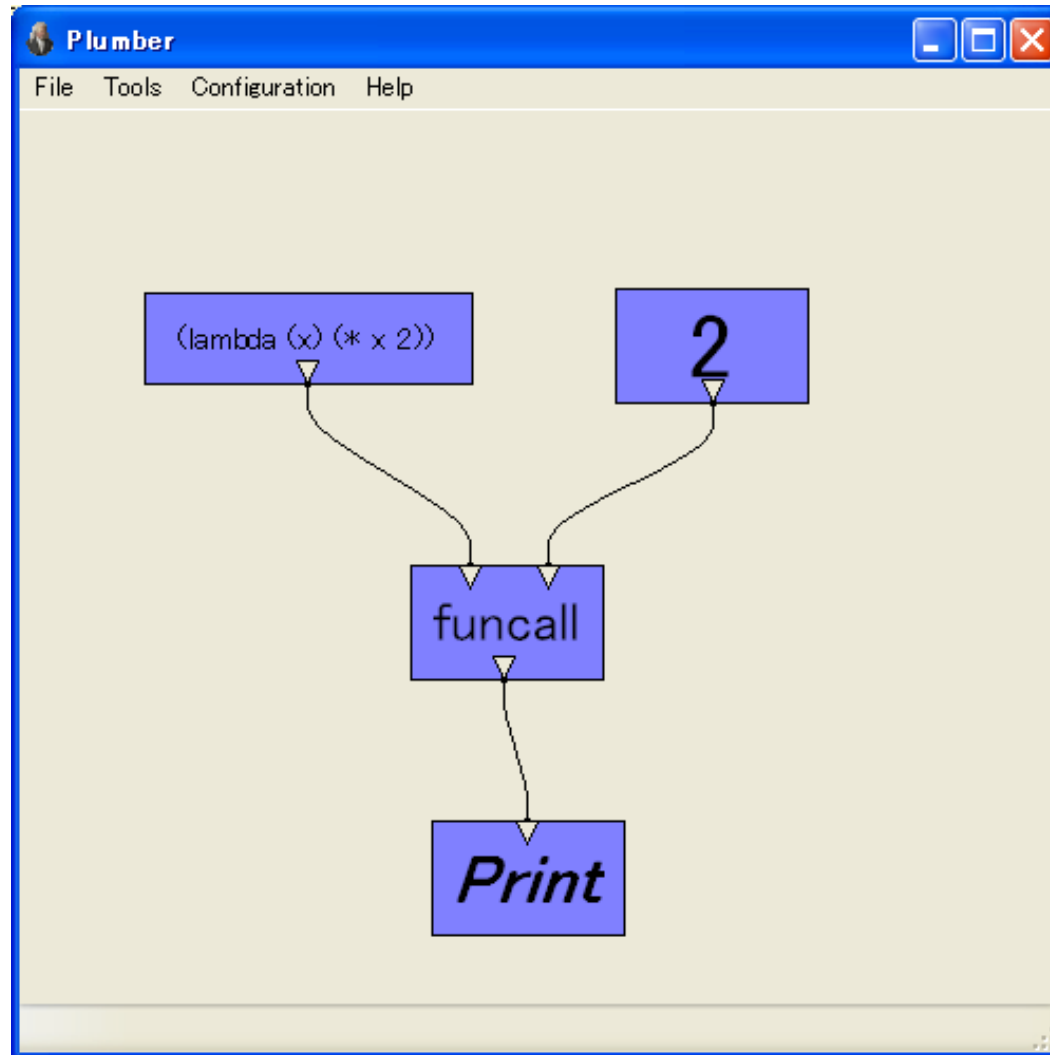 Plumber
File Tools Configuration Help
(lambda (x) (* x 2))
2
funcall
Print